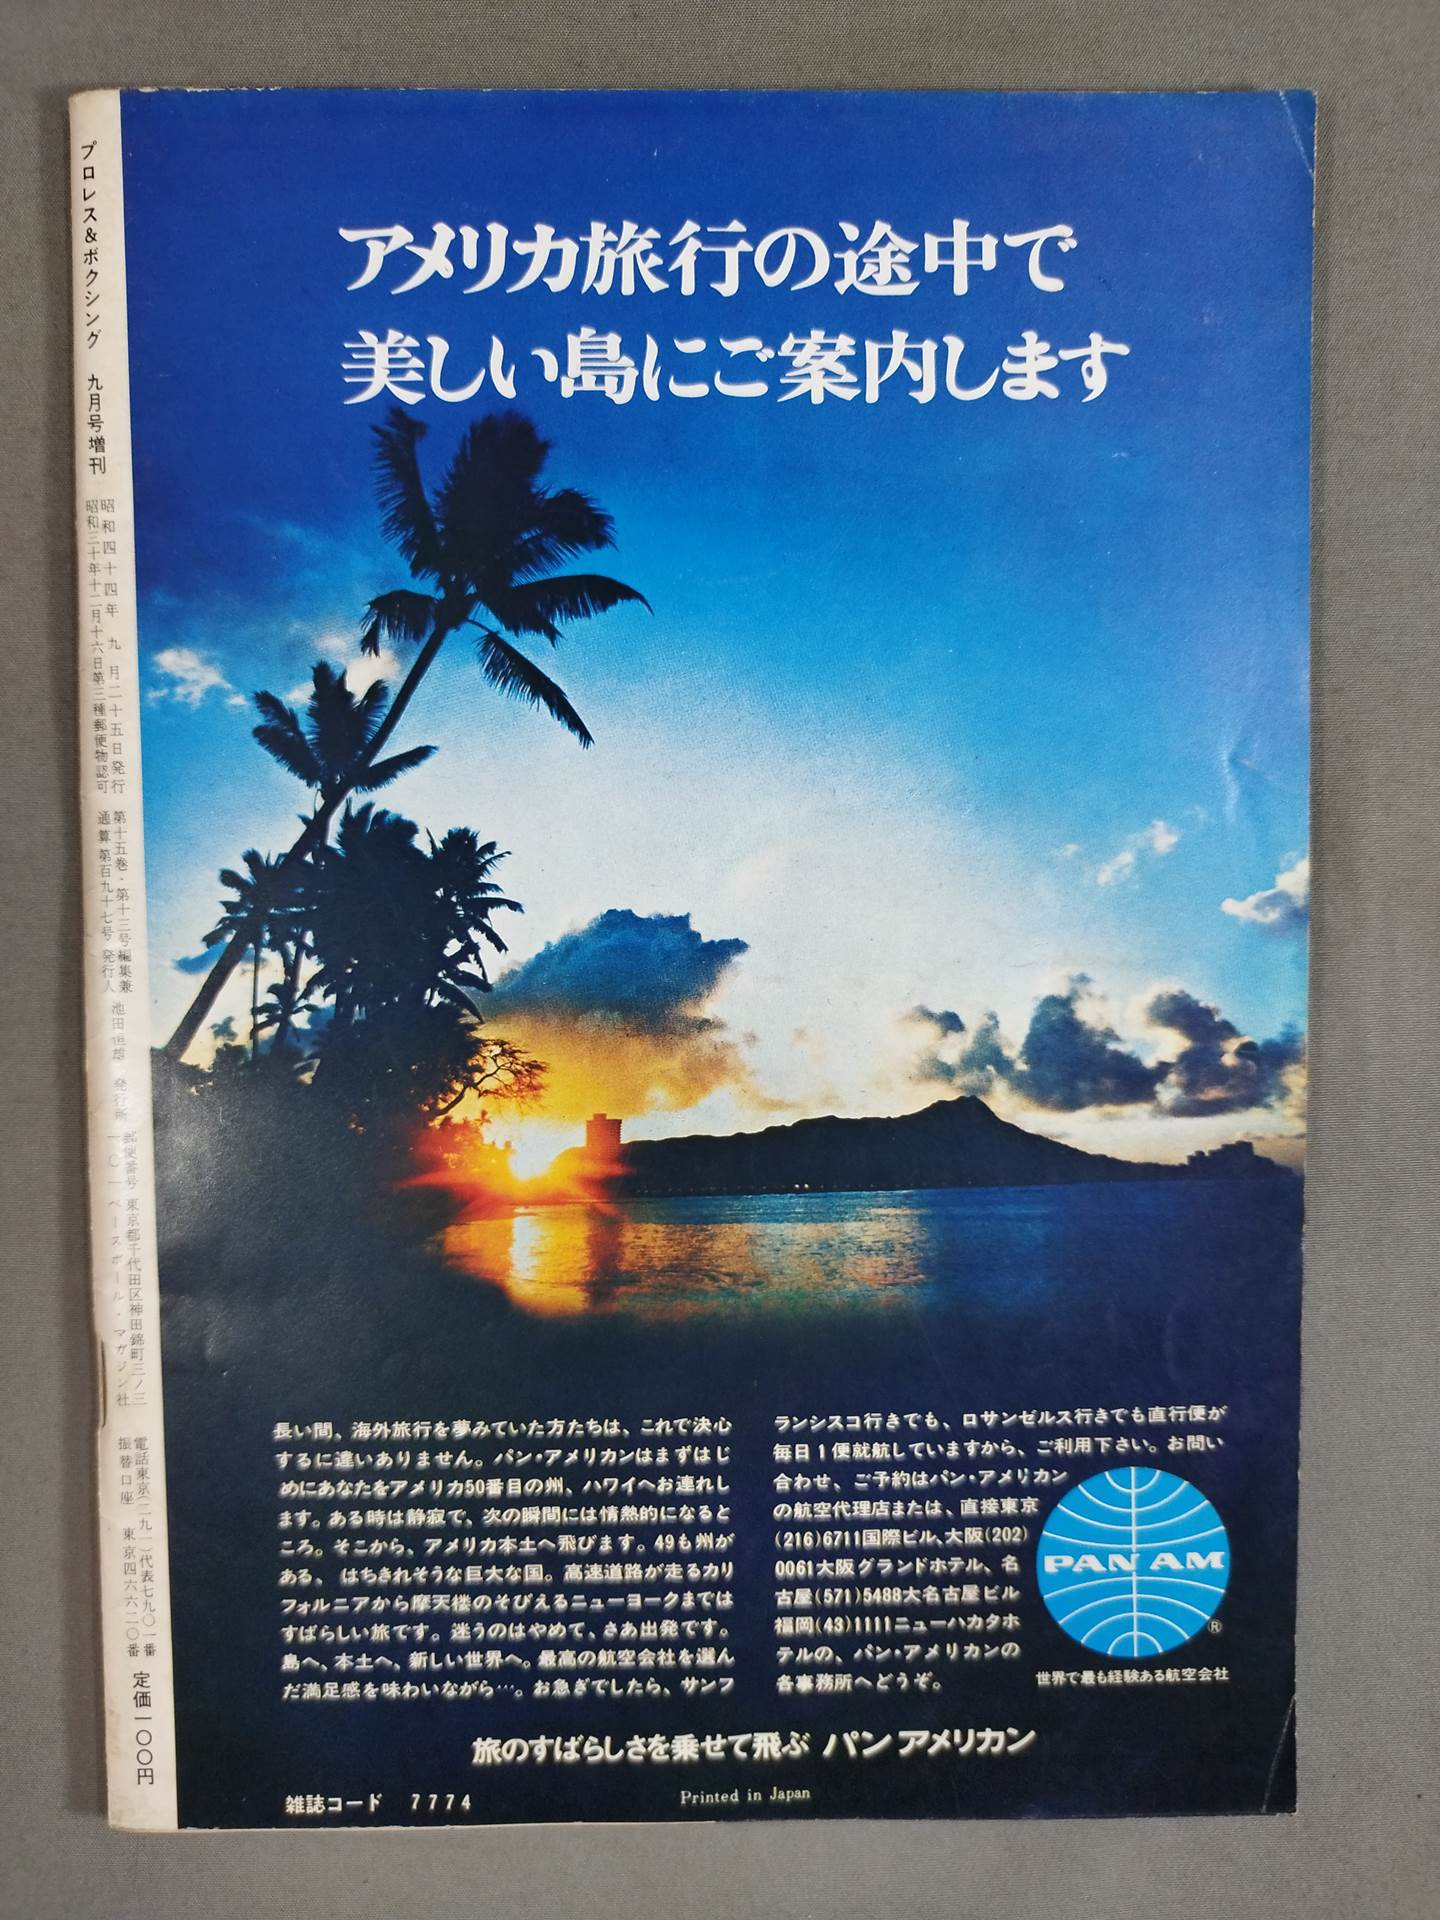 アメリカ旅行の途中で
美しい島にご案内します
長い間、海外旅行を夢みていた方たちは、これで決心
するに違いありません。パン・アメリカンはまずはじ
めにあなたをアメリカ50番目の州、ハワイへお連れし
ます。ある時は静寂で、次の瞬間には情熱的になると
ころ。そこから、アメリカ本土へ飛びます。49も州が
ある、はちきれそうな巨大な国。高速道路が走るカリ
フォルニアから摩天楼のそびえるニューヨークまでは
すばらしい旅です。迷うのはやめて、さあ出発です。
島へ、本土へ、新しい世界へ。最高の航空会社を選ん
だ満足感を味わいながら…。お急ぎでしたら、サンフ
ランシスコ行きでも、ロサンゼルス行きでも直行便が
毎日1便就航していますから、ご利用下さい。お問い
合わせ、ご予約はパン・アメリカン
の航空代理店または、直接東京
(216)6711国際ビル、大阪(202)
0061大阪グランドホテル、名
古屋(571)5488大名古屋ビル
福岡(43)1111ニューハカタホ
テルの、パン・アメリカンの
各事務所へどうぞ。
PAN AM
®
世界で最も経験ある航空会社
旅のすばらしさを乗せて飛ぶ パン アメリカン
雑誌コード 7774
Printed in Japan
プロレス&ボクシング 九月号増刊
昭和四十四年 九月二十五日発行
昭和三十年十二月十六日第三種郵便物認可
第十五巻・第十三号
通算第百九十七号
編集兼
発行人
池田恒雄
発行所
郵便番号
一〇一
東京都千代田区神田錦町三ノ三
ベースボール・マガジン社
電話東京(二九一)代表七九〇一番
振替口座 東京四六六二〇番
定価一〇〇円